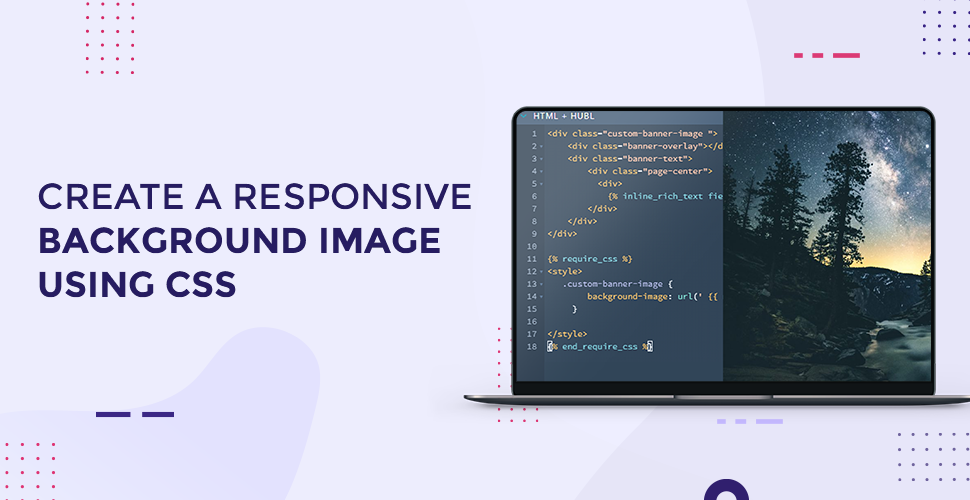 CREATE A RESPONSIVE
BACKGROUND IMAGE
USING CSS
HTML + HUBL
1 <div class="custom-banner-image ">
2 <div class="banner-overlay"></d
3 <div class="banner-text">
4 <div class="page-center">
5 <div>
6 {% inline_rich_text fie
7 </div>
8 </div>
9 </div>
10
11 {% require_css %}
12 <style>
13 .custom-banner-image {
14 background-image: url(' {{
15 }
16
17 </style>
18 {% end_require_css %}